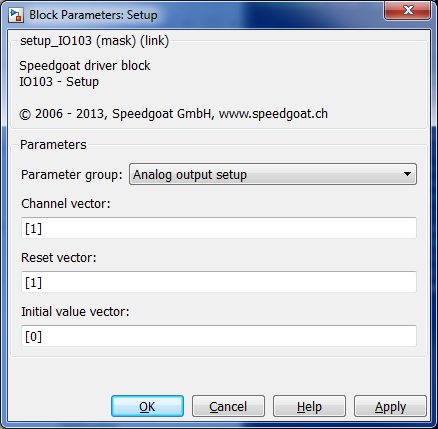 Block Parameters: Setup
setup_IO103 (mask) (link)
Speedgoat driver block
IO103 - Setup
© 2006 - 2013, Speedgoat GmbH, www.speedgoat.ch
Parameters
Parameter group: Analog output setup
Channel vector:
[1]
Reset vector:
[1]
Initial value vector:
[0]
OK Cancel Help Apply